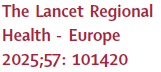 The Lancet Regional
Health - Europe
2025;57: 101420